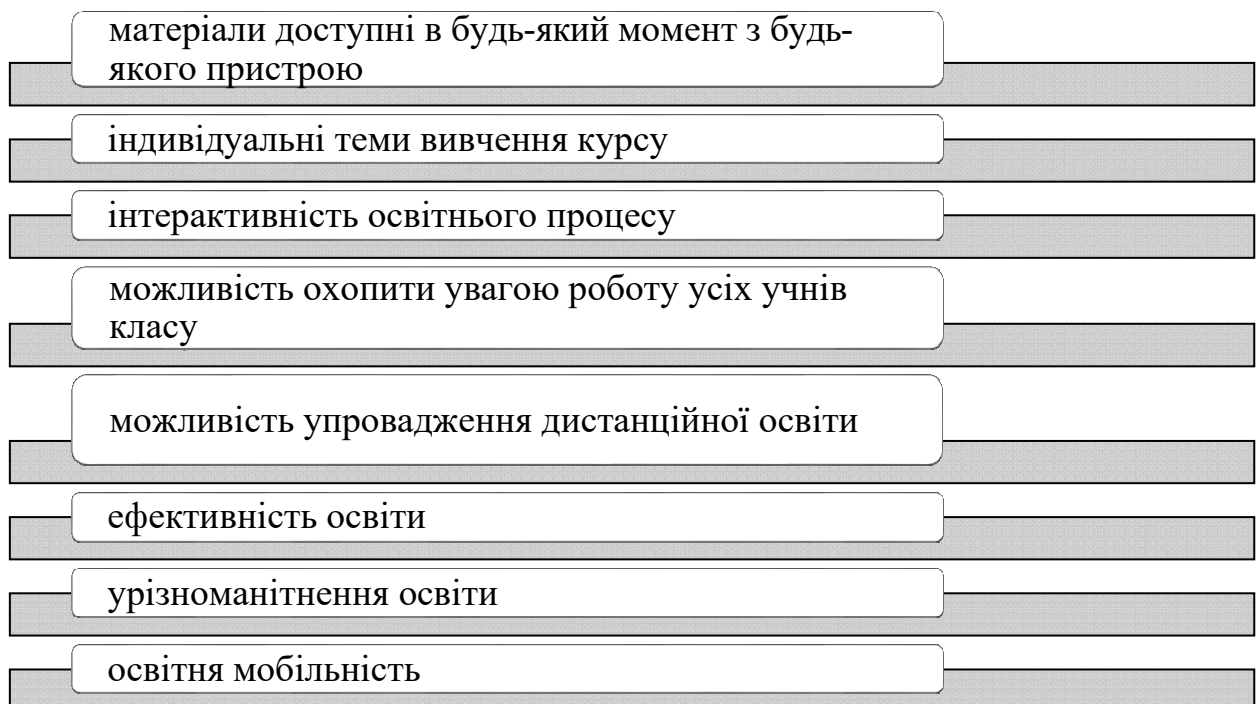 матеріали доступні в будь-який момент з будь-
якого пристрою
індивідуальні теми вивчення курсу
інтерактивність освітнього процесу
можливість охопити увагою роботу усіх учнів
класу
можливість упровадження дистанційної освіти
ефективність освіти
урізноманітнення освіти
освітня мобільність